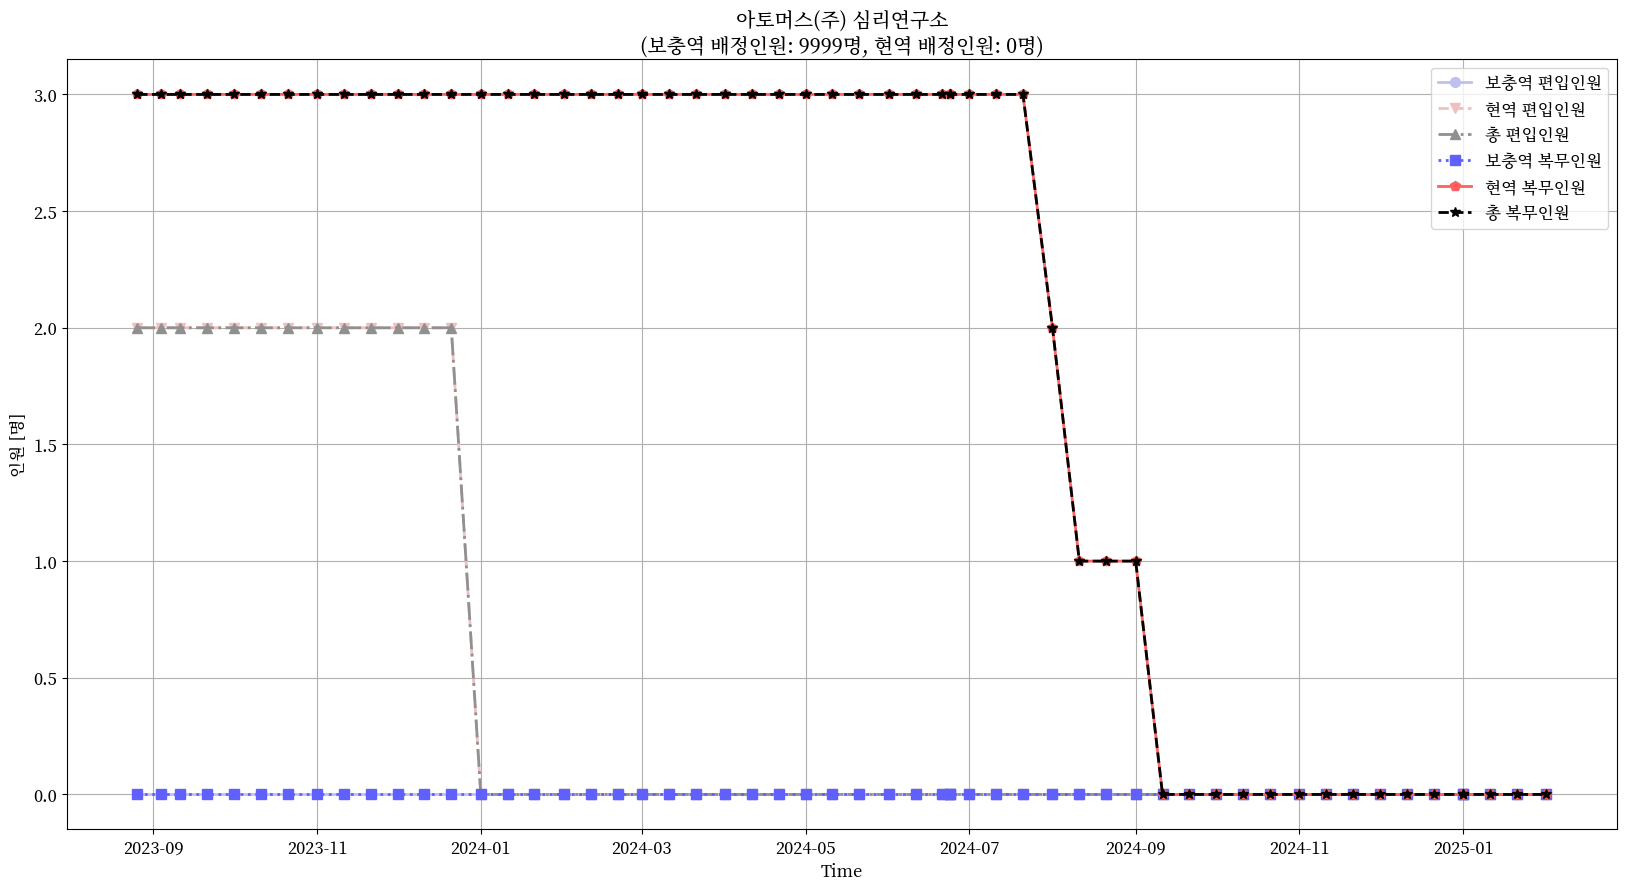 아토머스(주) 심리연구소
(보충역 배정인원: 9999명, 현역 배정인원: 0명)
보충역 편입인원
현역 편입인원
총 편입인원
보충역 복무인원
현역 복무인원
총 복무인원
인원 [명]
3.0
2.5
2.0
1.5
1.0
0.5
0.0
2023-09
2023-11
2024-01
2024-03
2024-05
2024-07
2024-09
2024-11
2025-01
Time